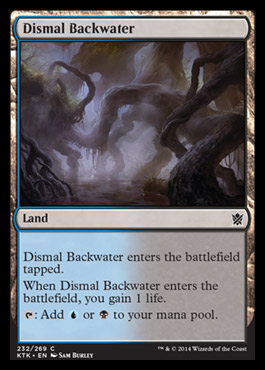 Dismal Backwater
Land
Dismal Backwater enters the battlefield
tapped.
When Dismal Backwater enters the
battlefield, you gain 1 life.
: Add or to your mana pool.
232/269 C
KTK • EN SAM BURLEY
™ & © 2014 Wizards of the Coast